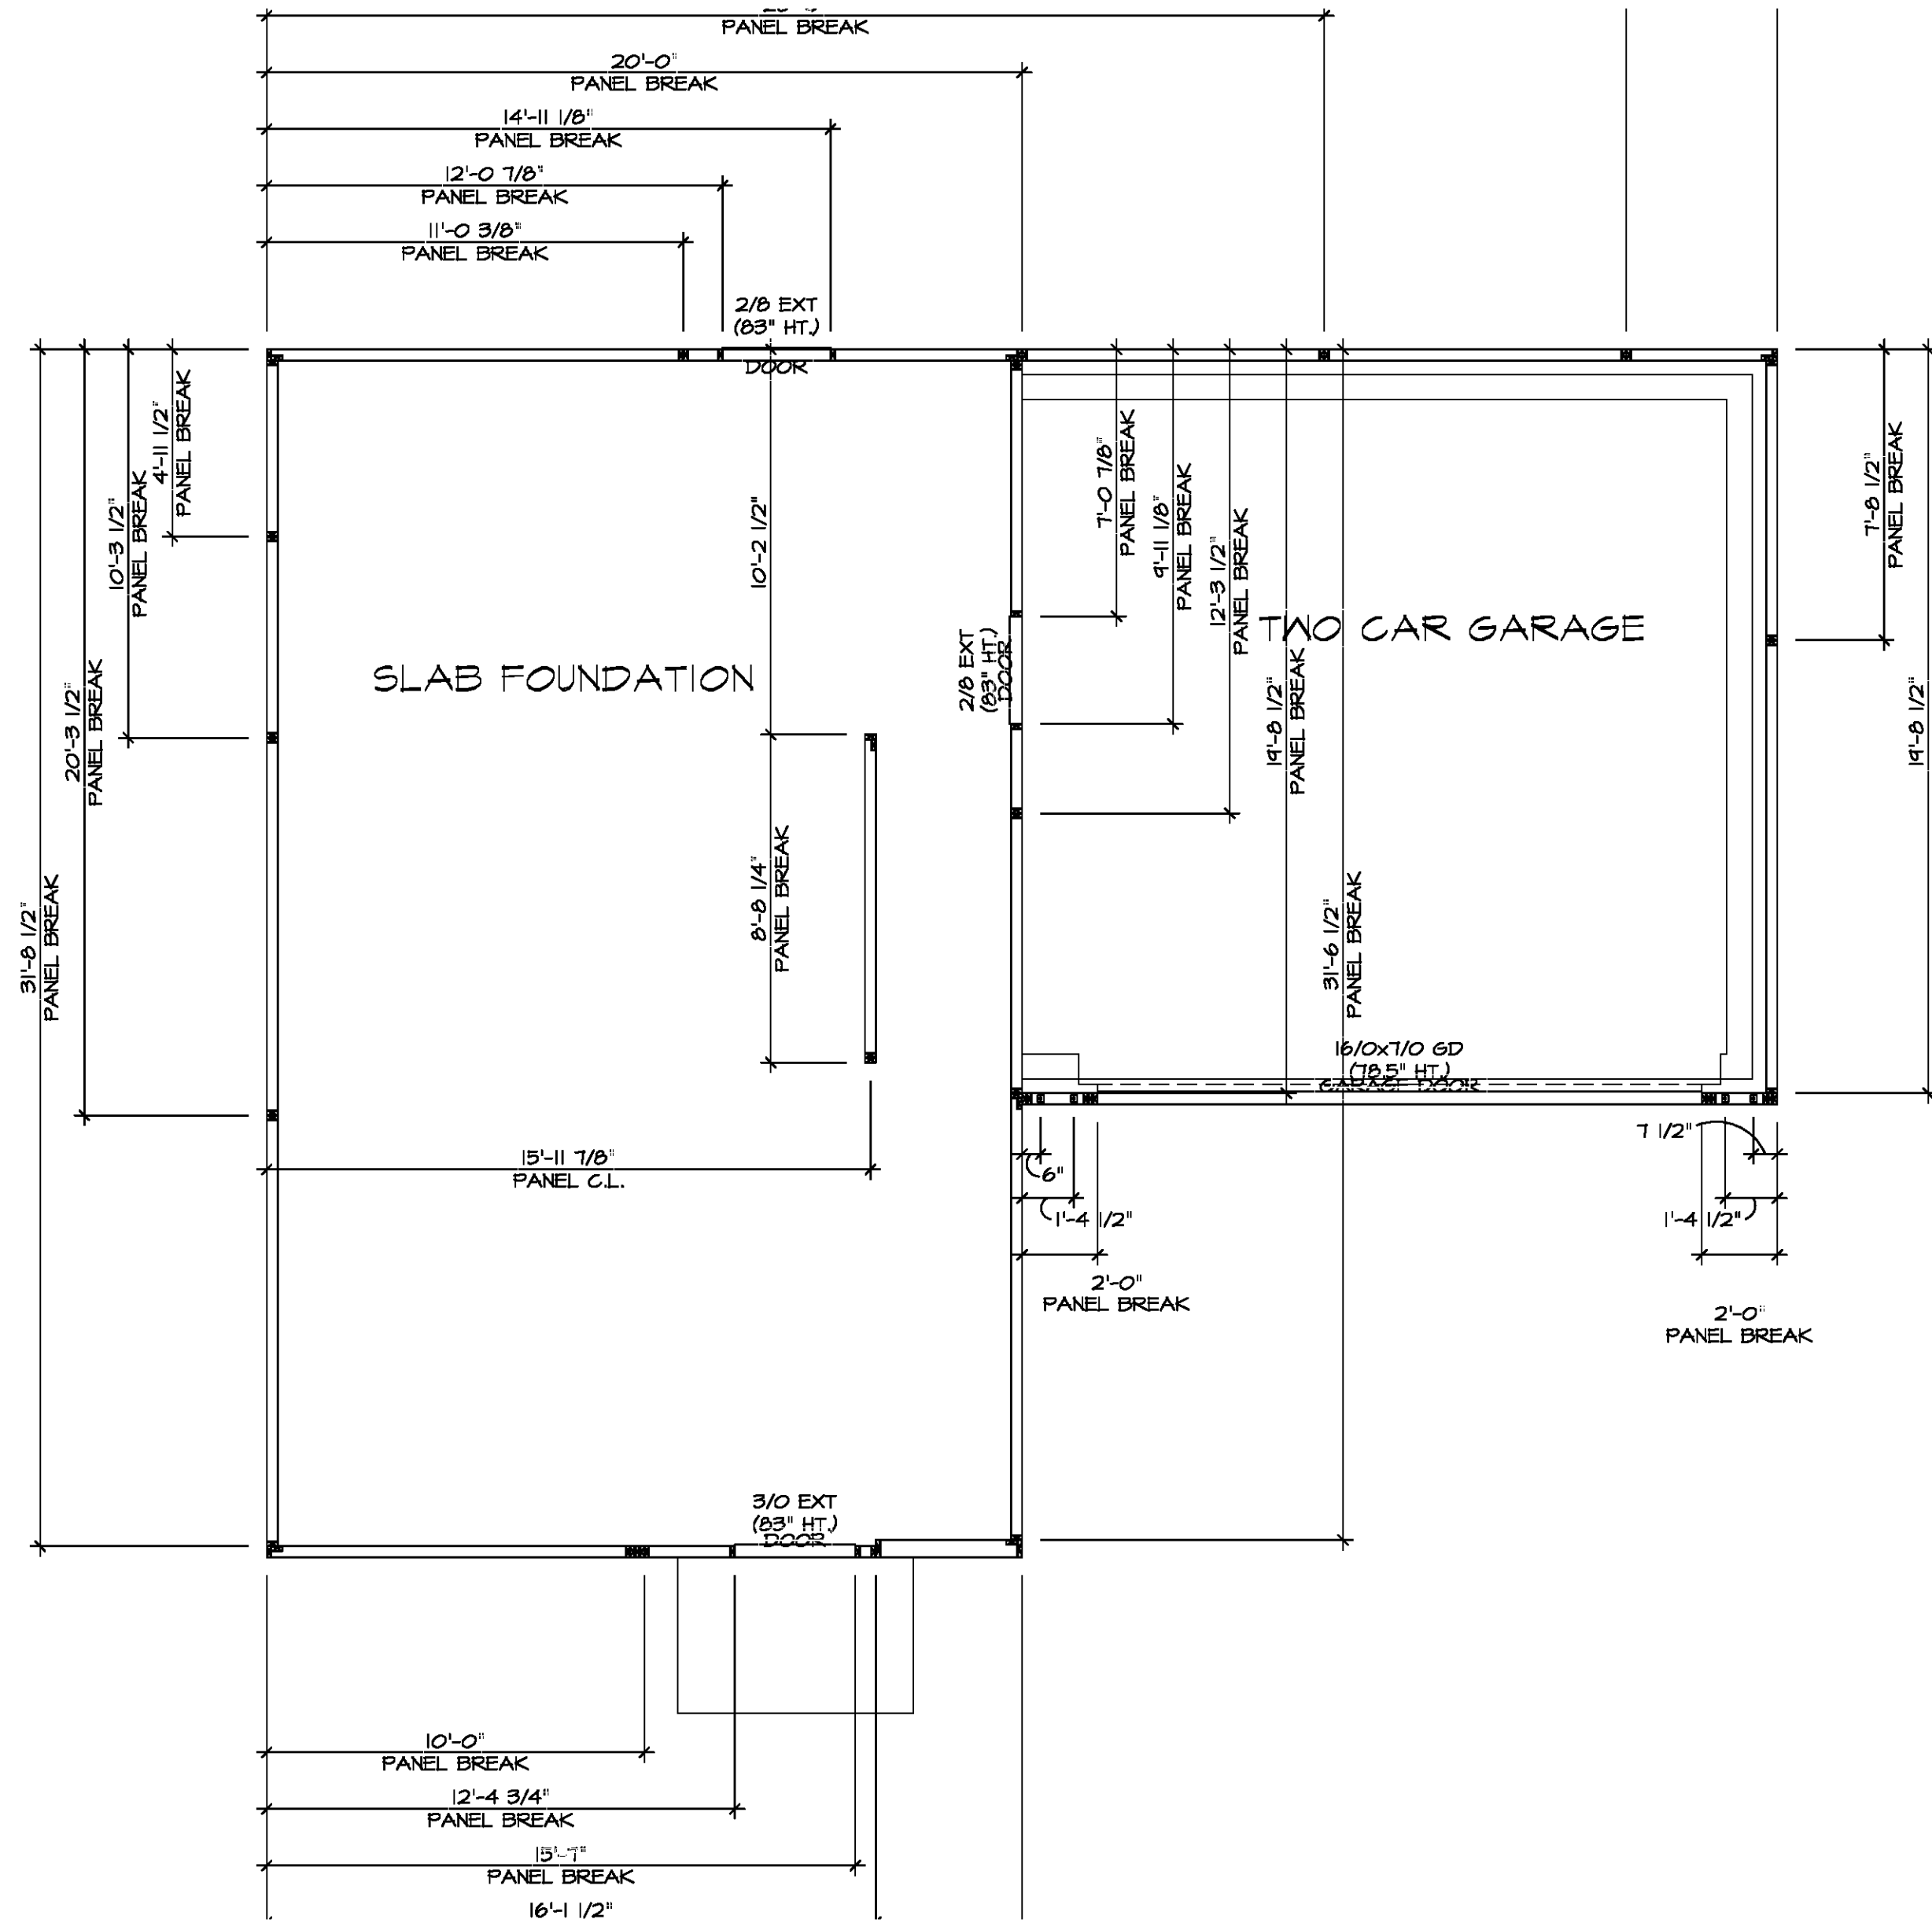 PANEL BREAK
20'-0"
PANEL BREAK
14'-11 1/8"
PANEL BREAK
12'-0 7/8"
PANEL BREAK
11'-0 3/8"
PANEL BREAK
2/8 EXT
(83" HT.)
DOOR
4'-11 1/2"
PANEL BREAK
10'-3 1/2"
PANEL BREAK
20'-3 1/2"
PANEL BREAK
31'-8 1/2"
PANEL BREAK
10'-2 1/2"
8'-8 1/4"
PANEL BREAK
SLAB FOUNDATION
2/8 EXT
(83" HT.)
DOOR
7'-0 7/8"
PANEL BREAK
9'-11 1/8"
PANEL BREAK
12'-3 1/2"
PANEL BREAK
19'-8 1/2"
PANEL BREAK
31'-6 1/2"
PANEL BREAK
TWO CAR GARAGE
7'-8 1/2"
PANEL BREAK
19'-8 1/2"
16/0x7/0 GD
(78.5" HT.)
GARAGE DOOR
15'-11 7/8"
PANEL C.L.
6"
1'-4 1/2"
2'-0"
PANEL BREAK
7 1/2"
1'-4 1/2"
2'-0"
PANEL BREAK
3/0 EXT
(83" HT.)
DOOR
10'-0"
PANEL BREAK
12'-4 3/4"
PANEL BREAK
15'-7"
PANEL BREAK
16'-1 1/2"